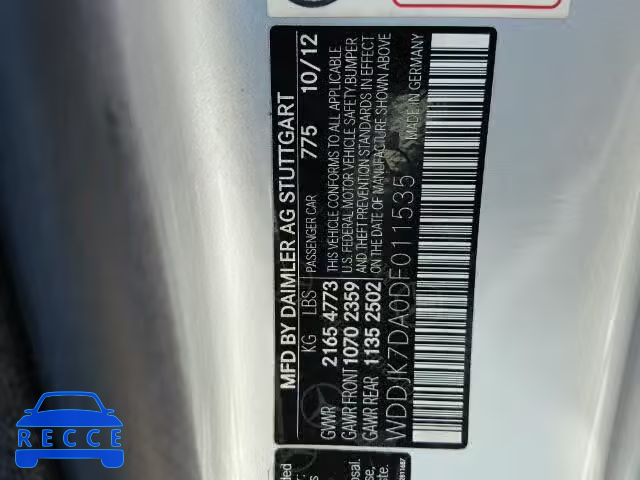 MFD BY DAIMLER AG STUTTGART
KG LBS PASSENGER CAR 775 10/12
GVWR 2165 4773 THIS VEHICLE CONFORMS TO ALL APPLICABLE
GAWR FRONT 1070 2359 U.S. FEDERAL MOTOR VEHICLE SAFETY, BUMPER
GAWR REAR 1135 2502 AND THEFT PREVENTION STANDARDS IN EFFECT
ON THE DATE OF MANUFACTURE SHOWN ABOVE
WDDJK7DA0DF011535 MADE IN GERMANY
RECCE